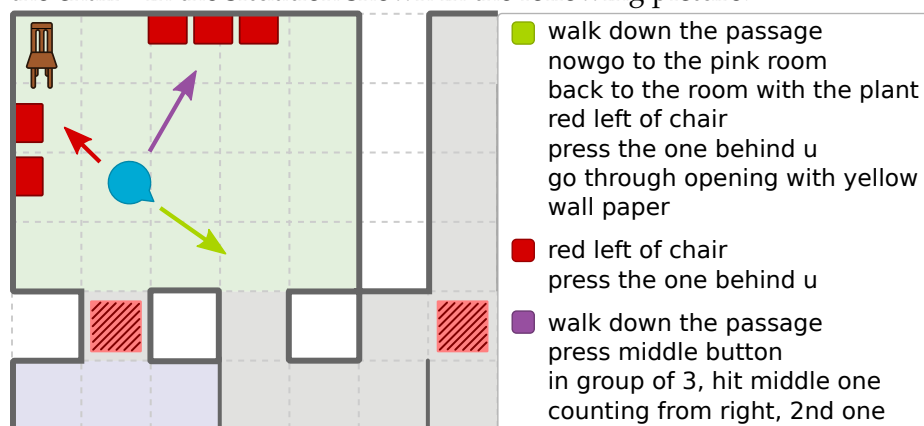 walk down the passage
nowgo to the pink room
back to the room with the plant
red left of chair
press the one behind u
go through opening with yellow
wall paper
red left of chair
press the one behind u
walk down the passage
press middle button
in group of 3, hit middle one
counting from right, 2nd one